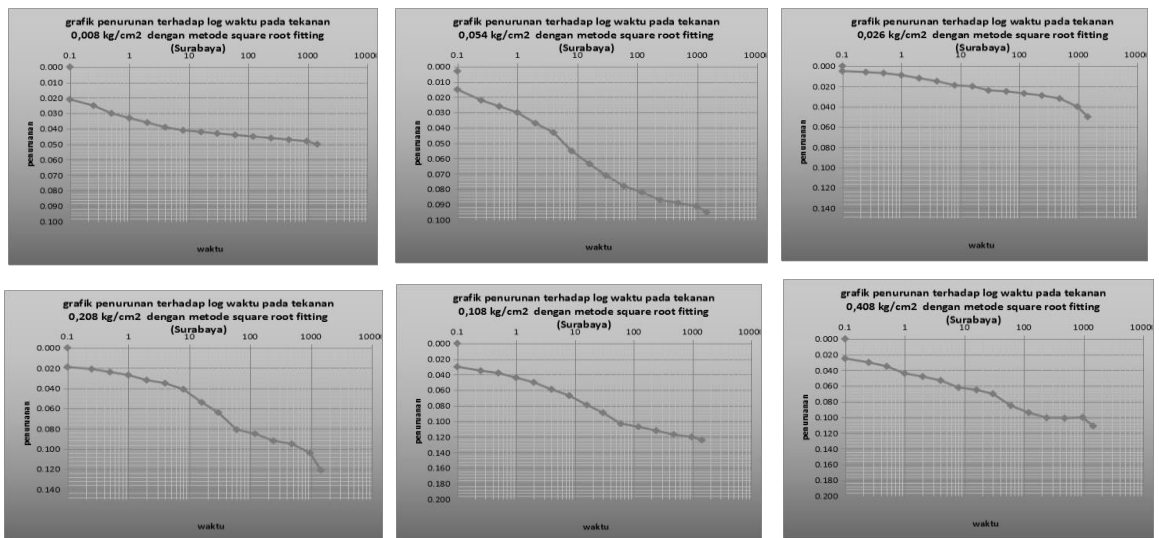 grafik penurunan terhadap log waktu pada tekanan
0,008 kg/cm2 dengan metode square root fitting
(Surabaya)
0.1 1 10 100 1000 10000
0.000
0.010
0.020
0.030
0.040
0.050
0.060
0.070
0.080
0.090
0.100
penuruanan
waktu
grafik penurunan terhadap log waktu pada tekanan
0,054 kg/cm2 dengan metode square root fitting
(Surabaya)
0.1 1 10 100 1000 10000
0.000
0.010
0.020
0.030
0.040
0.050
0.060
0.070
0.080
0.090
0.100
penuruanan
waktu
grafik penurunan terhadap log waktu pada tekanan
0,026 kg/cm2 dengan metode square root fitting
(Surabaya)
0.1 1 10 100 1000 10000
0.000
0.020
0.040
0.060
0.080
0.100
0.120
0.140
penuruanan
waktu
grafik penurunan terhadap log waktu pada tekanan
0,208 kg/cm2 dengan metode square root fitting
(Surabaya)
0.1 1 10 100 1000 10000
0.000
0.020
0.040
0.060
0.080
0.100
0.120
0.140
penuruanan
waktu
grafik penurunan terhadap log waktu pada tekanan
0,108 kg/cm2 dengan metode square root fitting
(Surabaya)
0.1 1 10 100 1000 10000
0.000
0.020
0.040
0.060
0.080
0.100
0.120
0.140
0.160
0.180
0.200
penuruanan
waktu
grafik penurunan terhadap log waktu pada tekanan
0,408 kg/cm2 dengan metode square root fitting
(Surabaya)
0.1 1 10 100 1000 10000
0.000
0.020
0.040
0.060
0.080
0.100
0.120
0.140
0.160
0.180
0.200
penuruanan
waktu